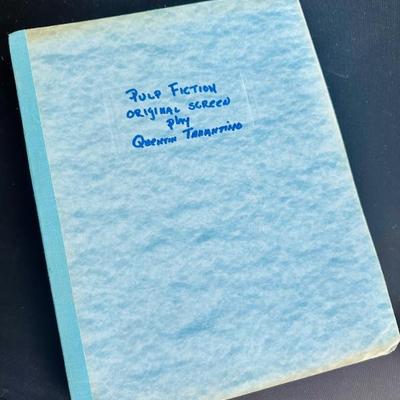 PULP FICTION
ORIGINAL SCREEN
Play
QUENTIN TARANTINO